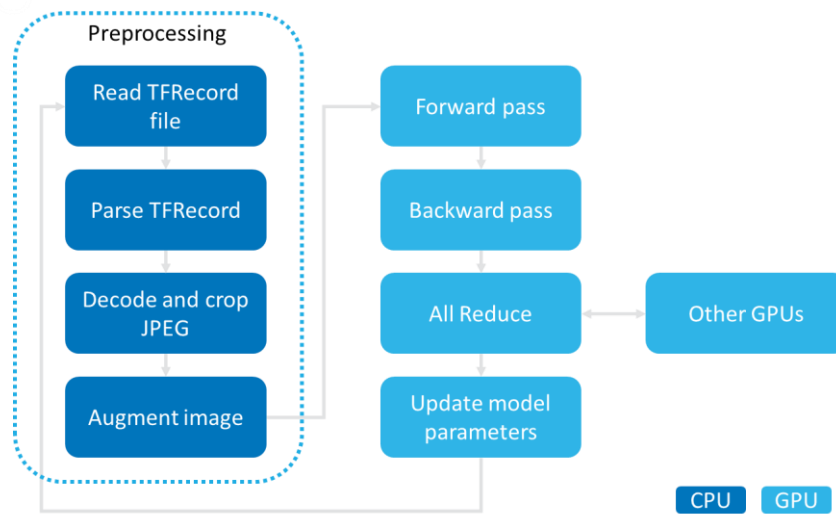 Preprocessing
Read TFRecord
file
Parse TFRecord
Decode and crop
JPEG
Augment image
Forward pass
Backward pass
All Reduce
Other GPUs
Update model
parameters
CPU
GPU